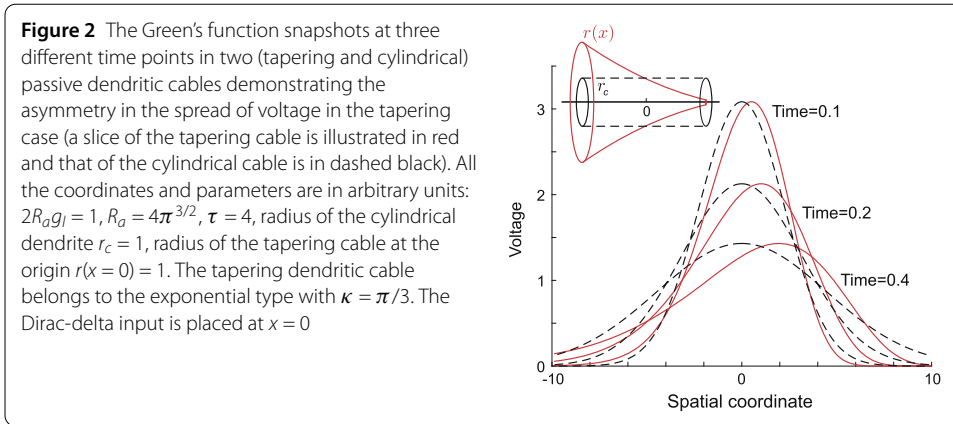 Figure 2 The Green's function snapshots at three
different time points in two (tapering and cylindrical)
passive dendritic cables demonstrating the
asymmetry in the spread of voltage in the tapering
case (a slice of the tapering cable is illustrated in red
and that of the cylindrical cable is in dashed black). All
the coordinates and parameters are in arbitrary units:
2R_a g_l = 1, R_a = 4π^{3/2}, τ = 4, radius of the cylindrical
dendrite r_c = 1, radius of the tapering cable at the
origin r(x = 0) = 1. The tapering dendritic cable
belongs to the exponential type with κ = π/3. The
Dirac-delta input is placed at x = 0
r(x)
r_c
0
Time=0.1
Time=0.2
Time=0.4
Voltage
3
2
1
0
-10
0
10
Spatial coordinate